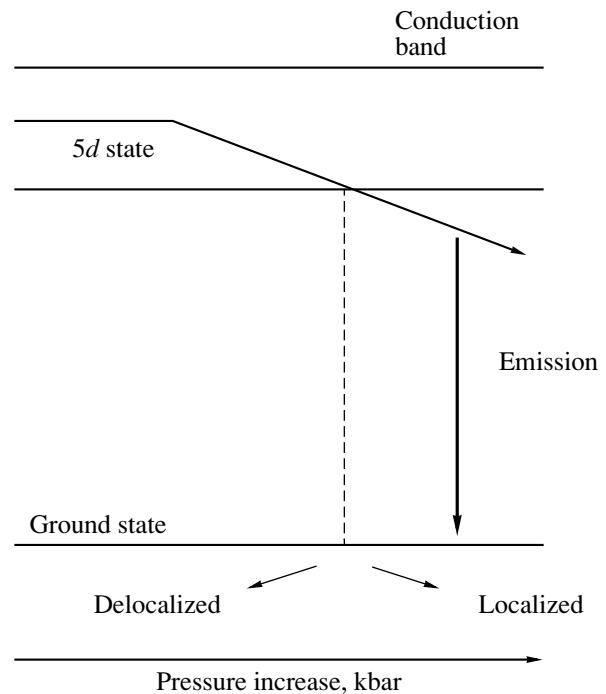 Conduction
band
5d state
Emission
Ground state
Delocalized
Localized
Pressure increase, kbar